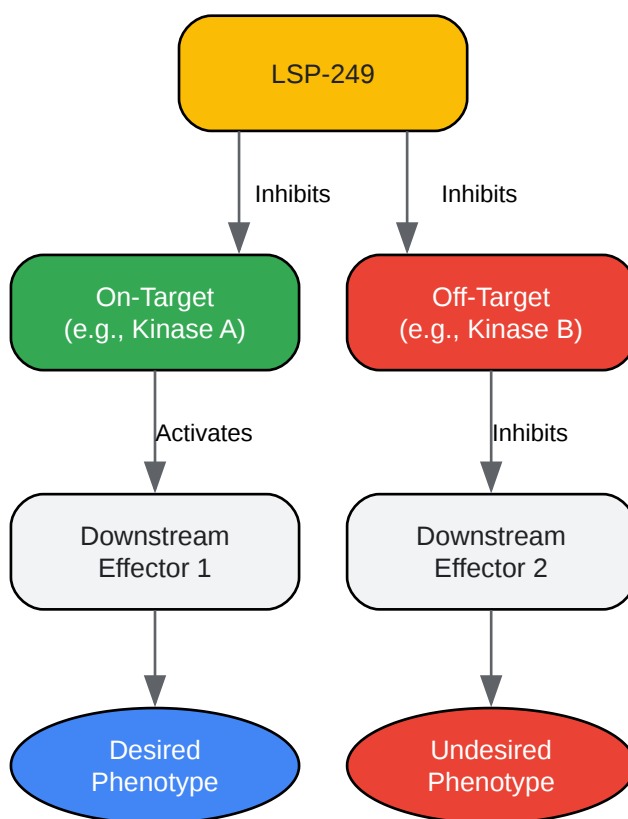 LSP-249
Inhibits
Inhibits
On-Target
(e.g., Kinase A)
Off-Target
(e.g., Kinase B)
Activates
Inhibits
Downstream
Effector 1
Downstream
Effector 2
Desired
Phenotype
Undesired
Phenotype